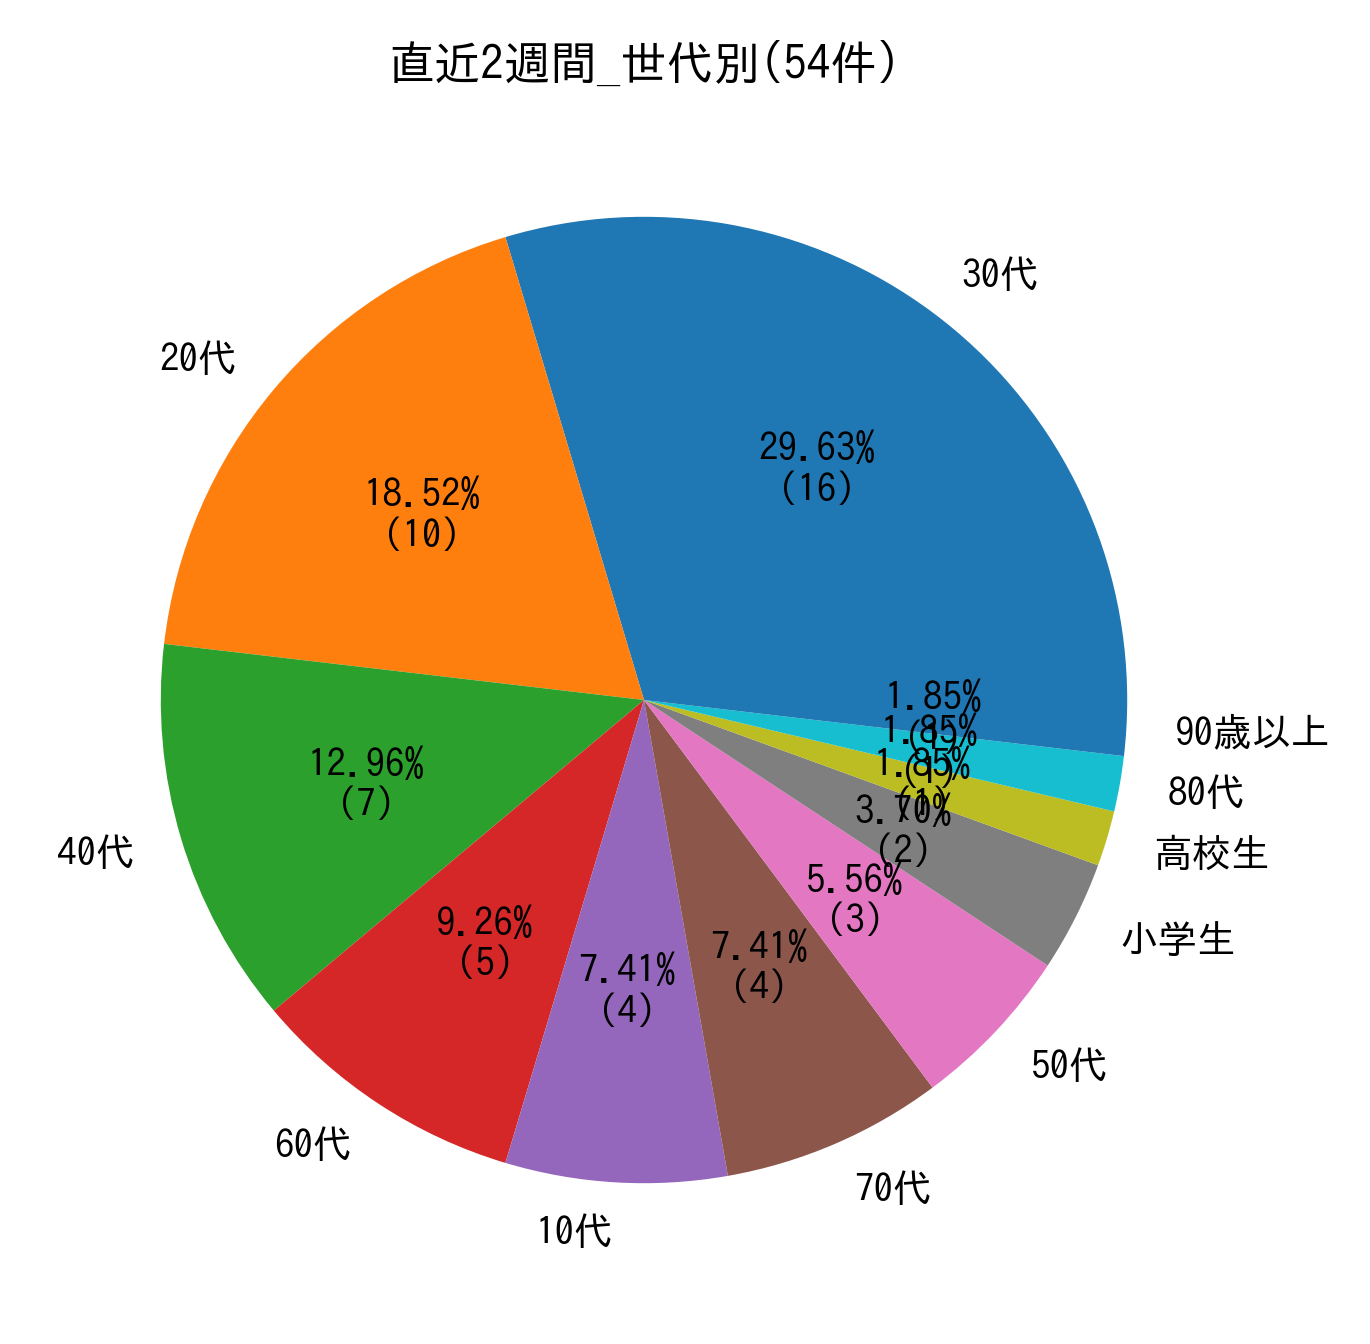 直近2週間_世代別(54件)
30代
29.63%
(16)
20代
18.52%
(10)
40代
12.96%
(7)
60代
9.26%
(5)
10代
7.41%
(4)
70代
7.41%
(4)
50代
5.56%
(3)
小学生
3.70%
(2)
高校生
1.85%
(1)
80代
1.85%
(1)
90歳以上
1.85%
(1)